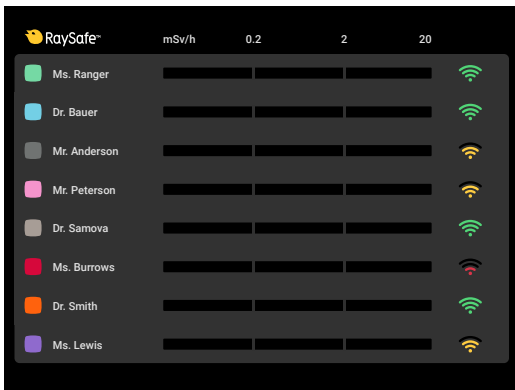 RaySafe™ mSv/h 0.2 2 20
Ms. Ranger
Dr. Bauer
Mr. Anderson
Mr. Peterson
Dr. Samova
Ms. Burrows
Dr. Smith
Ms. Lewis